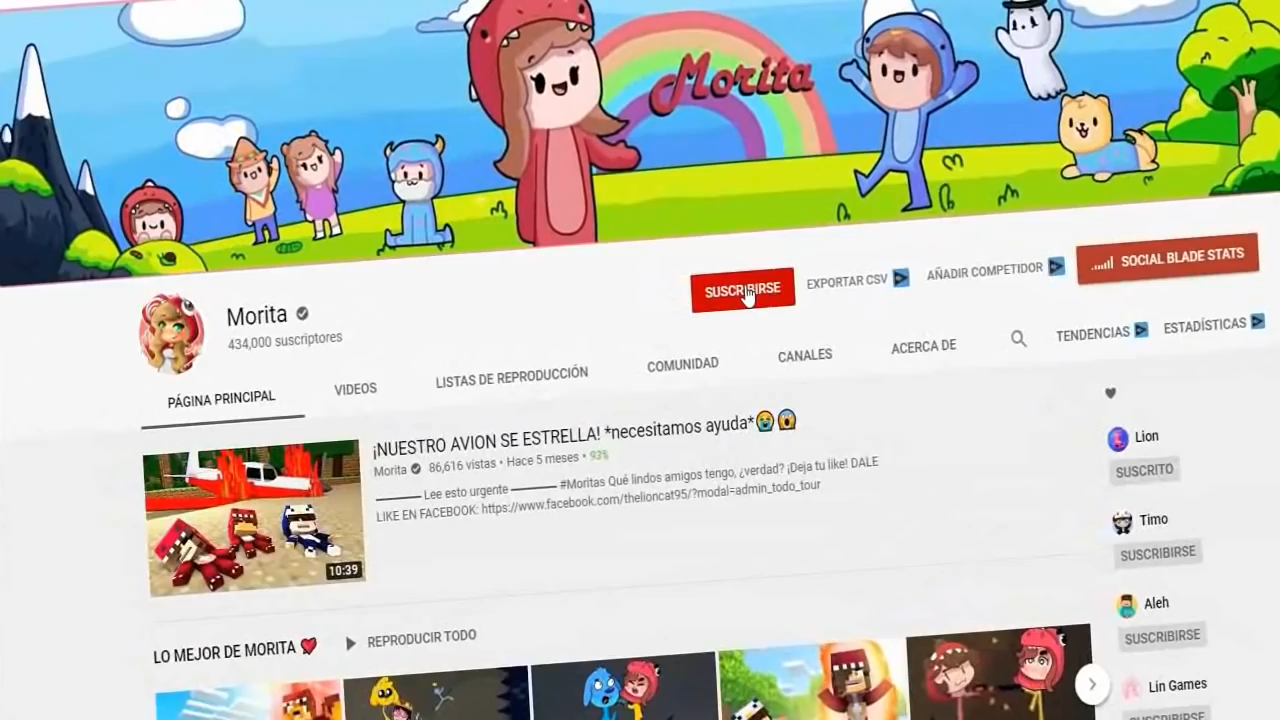 Morita
SUSCRIBIRSE
EXPORTAR CSV
AÑADIR COMPETIDOR
SOCIAL BLADE STATS
Morita
434,000 suscriptores
PÁGINA PRINCIPAL
VIDEOS
LISTAS DE REPRODUCCIÓN
COMUNIDAD
CANALES
ACERCA DE
TENDENCIAS
ESTADÍSTICAS
¡NUESTRO AVION SE ESTRELLA! *necesitamos ayuda*😭😱
Morita 86,616 vistas • Hace 5 meses • 93%
———— Lee esto urgente ———— #Moritas Qué lindos amigos tengo, ¿verdad? ¡Deja tu like! DALE
LIKE EN FACEBOOK: https://www.facebook.com/thelioncat95/?modal=admin_todo_tour
10:39
Lion
SUSCRITO
Timo
SUSCRIBIRSE
Aleh
SUSCRIBIRSE
Lin Games
SUSCRIBIRSE
LO MEJOR DE MORITA ❤
REPRODUCIR TODO